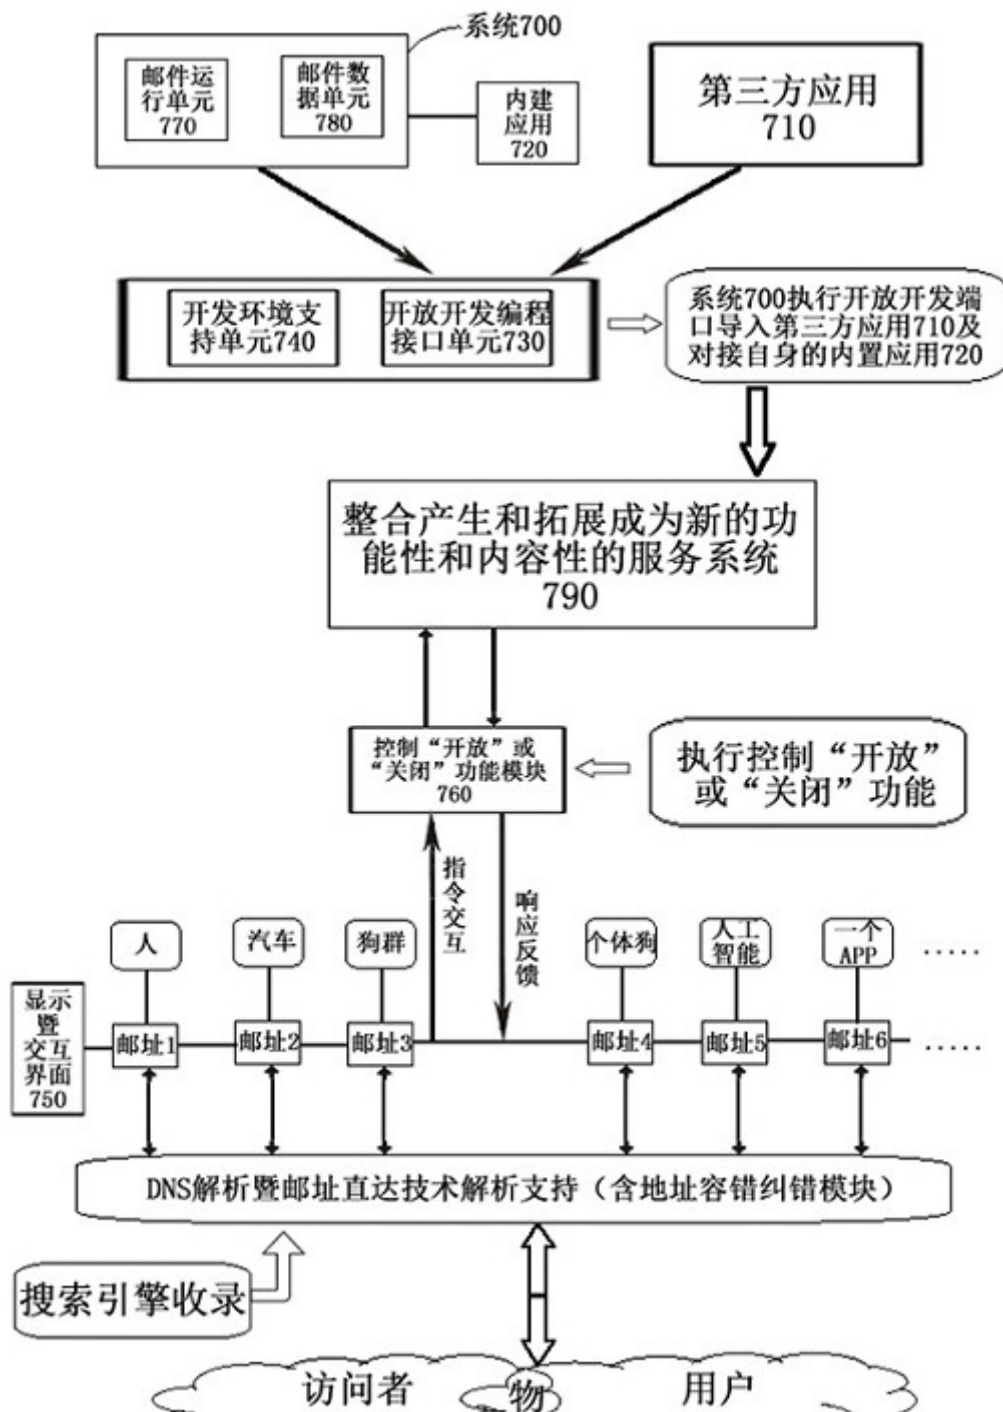 系统700
邮件运
行单元
770
邮件数
据单元
780
内建
应用
720
第三方应用
710
开发环境支
持单元740
开放开发编程
接口单元730
系统700执行开放开发端
口导入第三方应用710及
对接自身的内置应用720
整合产生和拓展成为新的功
能性和内容性的服务系统
790
控制“开放”或
“关闭”功能模块
760
执行控制“开放”
或“关闭”功能
指令交互
响应反馈
人
汽车
狗群
个体狗
人工
智能
一个
APP
.....
显示
暨
交互
界面
750
邮址1
邮址2
邮址3
邮址4
邮址5
邮址6
.....
DNS解析暨邮址直达技术解析支持（含地址容错纠错模块）
搜索引擎收录
访问者
物
用户